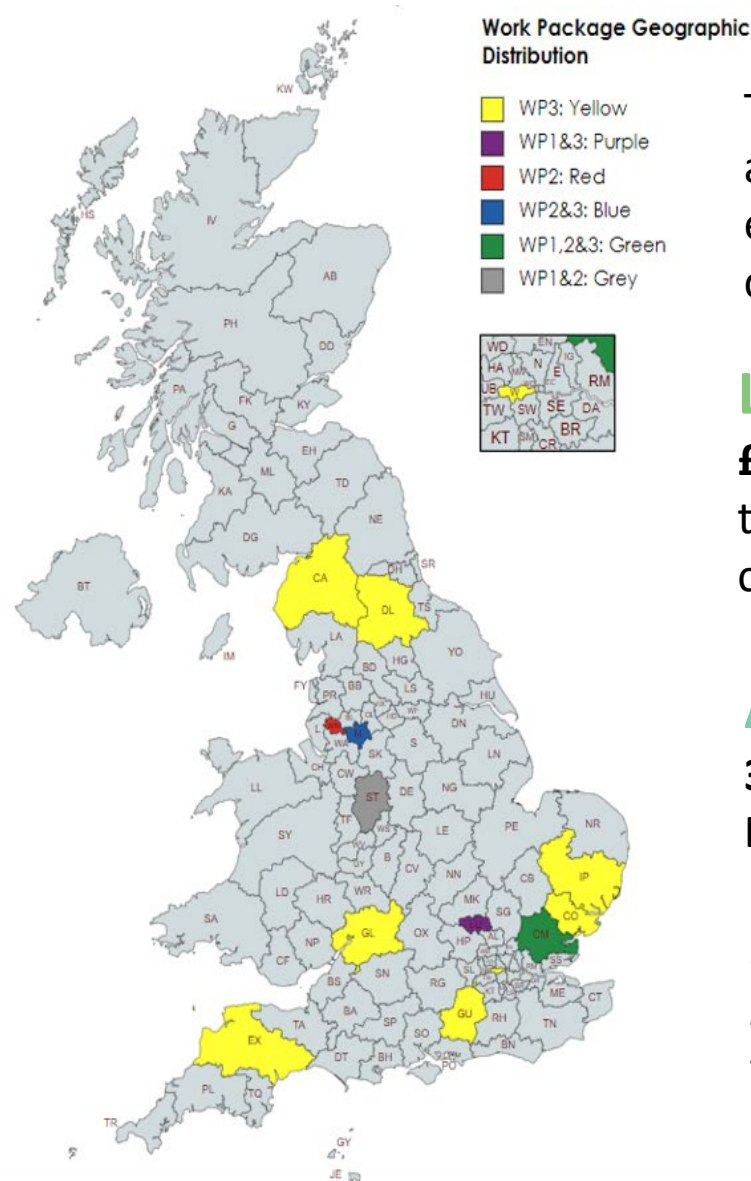 Work Package Geographic
Distribution
WP3: Yellow
WP1&3: Purple
WP2: Red
WP2&3: Blue
WP1,2&3: Green
WP1&2: Grey
KW
HS
IV
AB
PH
DD
PA
FK
KY
G
EH
ML
TD
KA
DG
NE
BT
CA
DH
SR
DL
TS
IM
LA
YO
HG
BD
FY
BB
LS
PR
HU
L
WA
M
SK
S
DN
LN
CH
CW
LL
ST
DE
NG
TF
WS
SY
LE
PE
NR
DY
B
CV
LD
HR
WR
NN
CB
IP
MK
SG
CO
SA
NP
GL
OX
HP
AL
CM
SS
CF
SN
SL
BS
RG
ME
CT
BA
GU
RH
TN
TA
SP
SO
BN
EX
DT
BH
PO
PL
TQ
TR
GY
JE
WD
EN
IG
HA
N
E
RM
UB
W
TW
SW
SE
DA
KT
SM
CR
BR
£